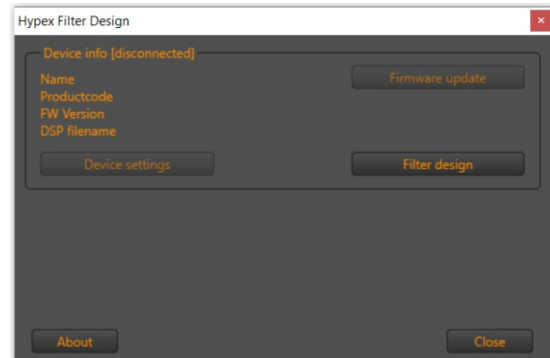 Hypex Filter Design
Device info [disconnected]
Name
Firmware update
Productcode
FW Version
DSP filename
Device settings
Filter design
About
Close